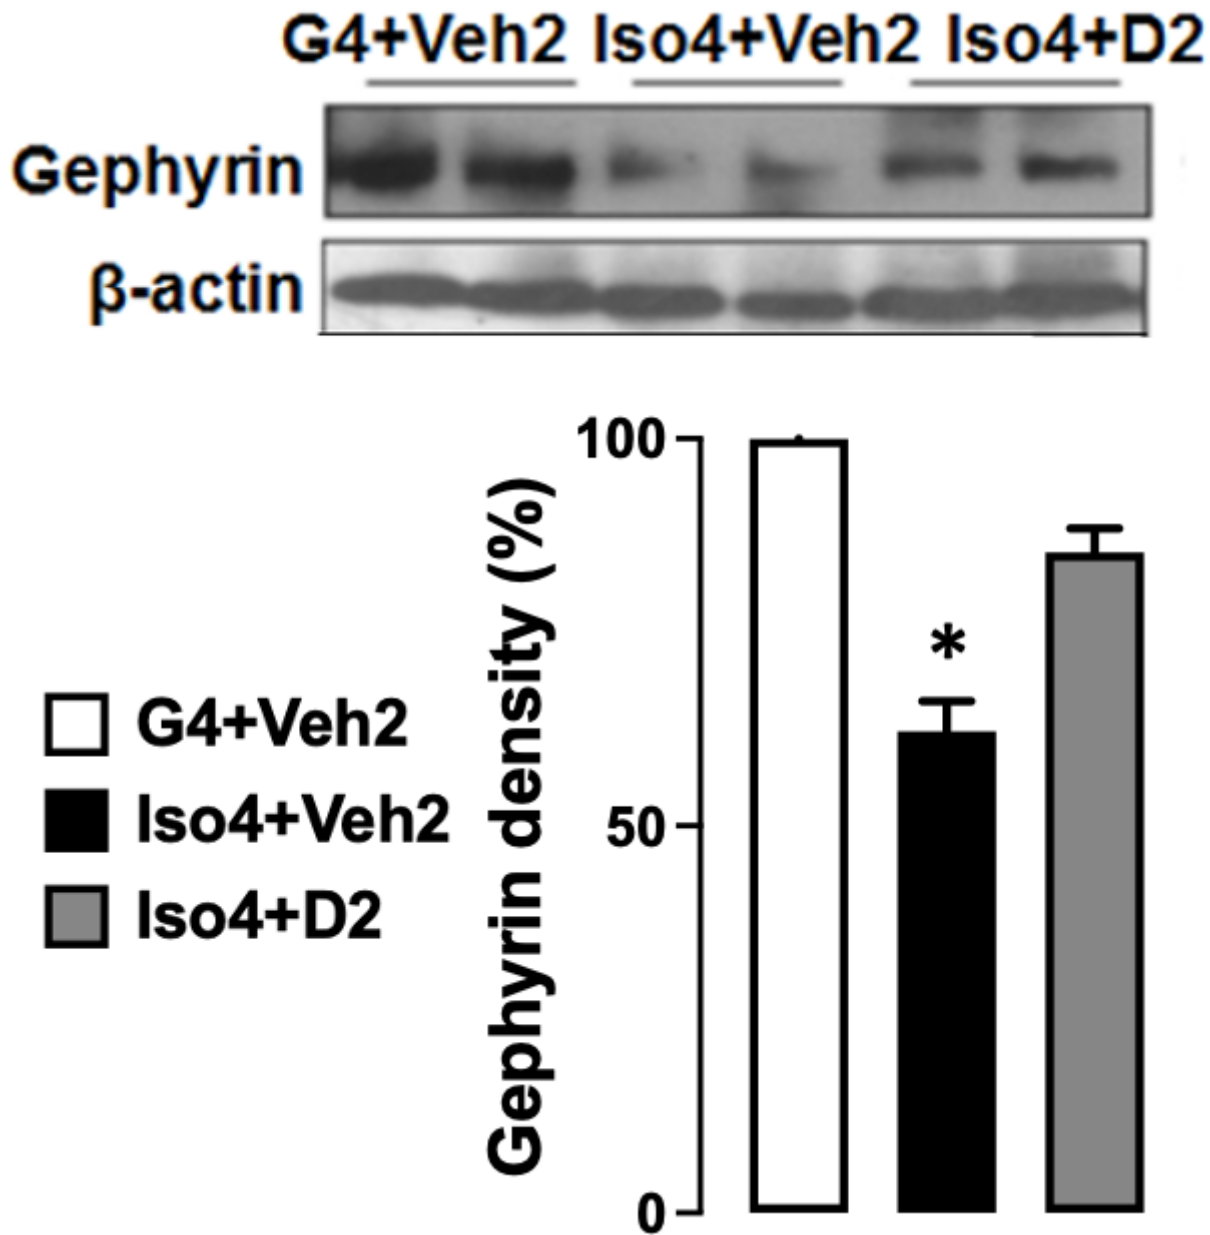 G4+Veh2 Iso4+Veh2 Iso4+D2
Gephyrin
β-actin
Gephyrin density (%)
100
50
0
*
G4+Veh2
Iso4+Veh2
Iso4+D2